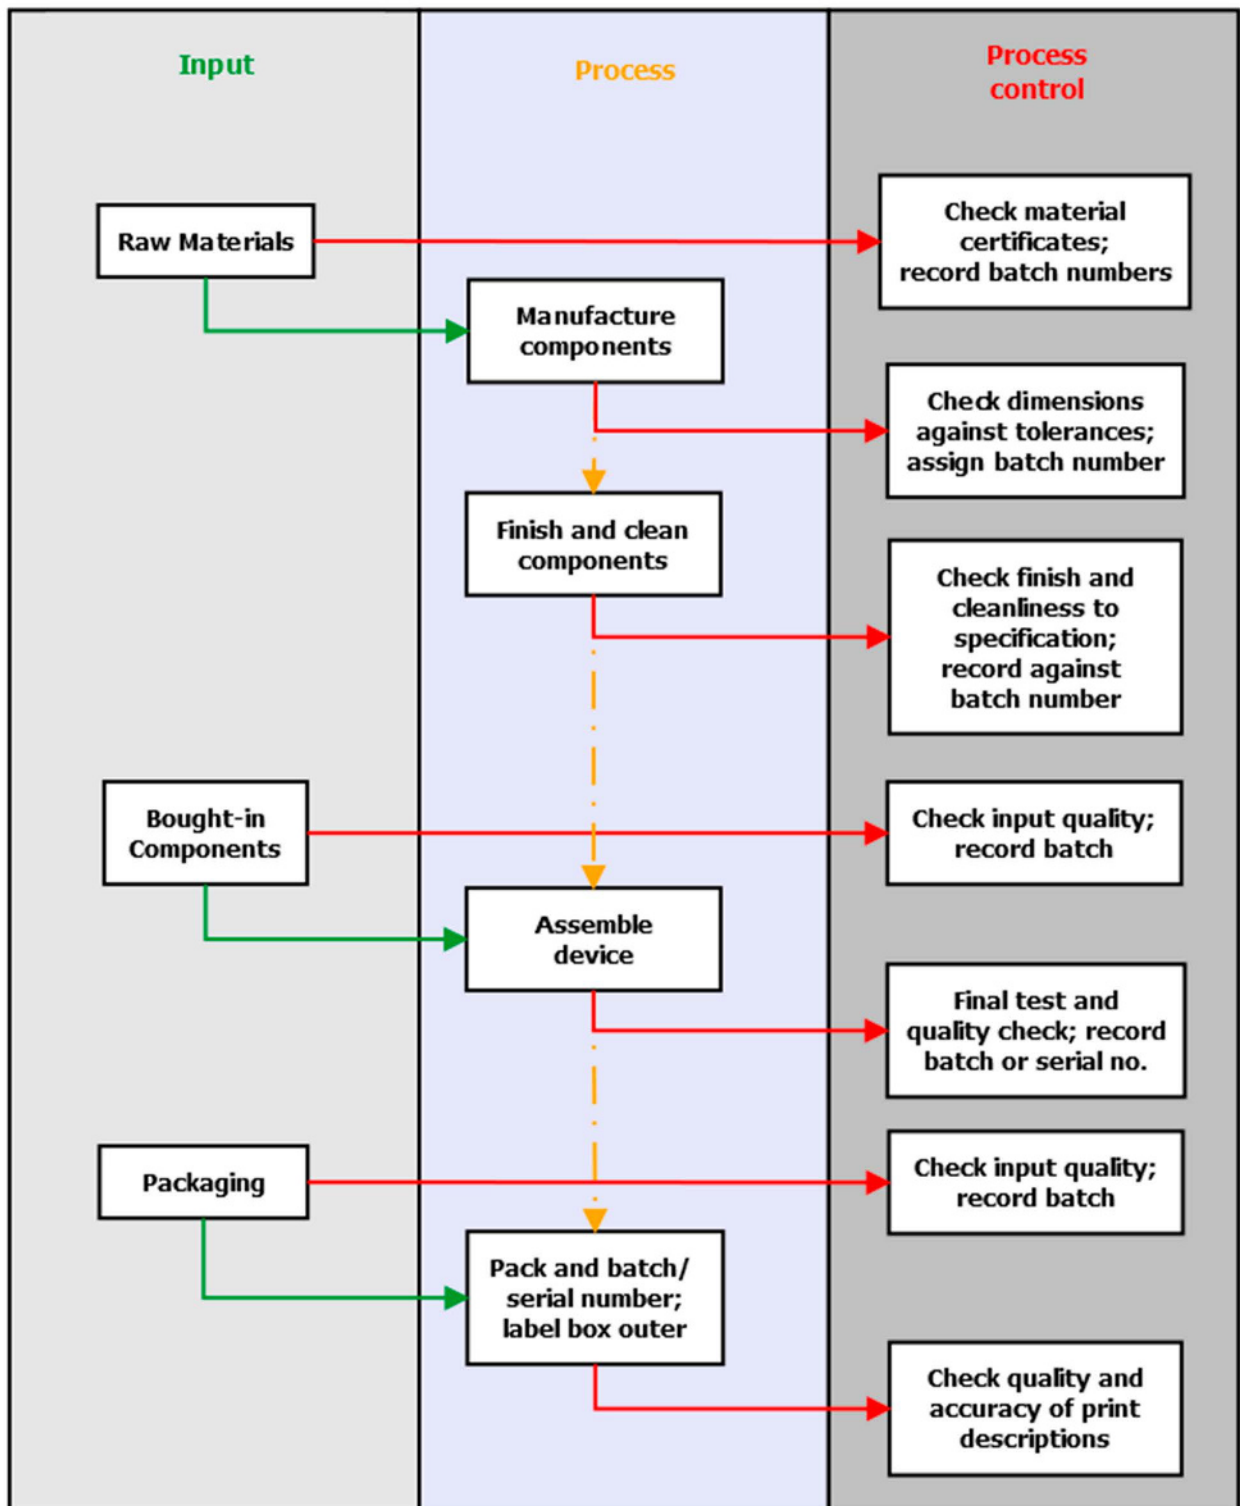 Input
Process
Process
control
Raw Materials
Check material
certificates;
record batch numbers
Manufacture
components
Check dimensions
against tolerances;
assign batch number
Finish and clean
components
Check finish and
cleanliness to
specification;
record against
batch number
Bought-in
Components
Check input quality;
record batch
Assemble
device
Final test and
quality check; record
batch or serial no.
Packaging
Check input quality;
record batch
Pack and batch/
serial number;
label box outer
Check quality and
accuracy of print
descriptions